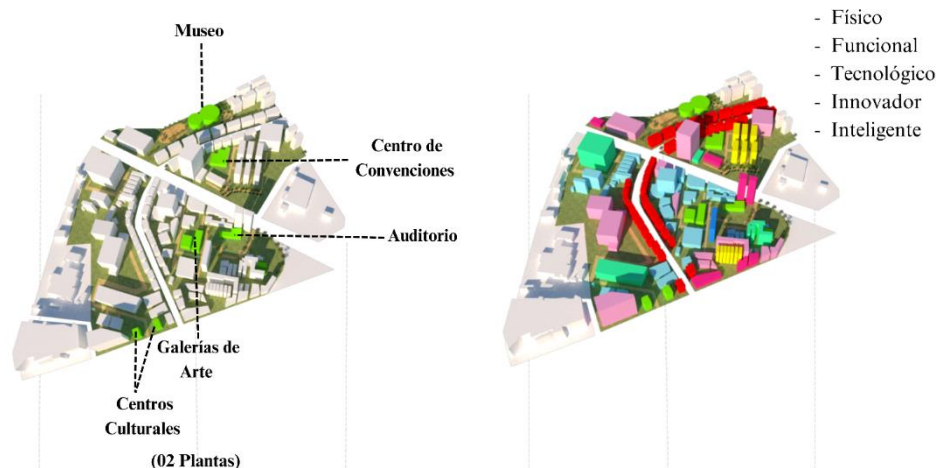 Museo
Centro de
Convenciones
Auditorio
Galerías de
Arte
Centros
Culturales
(02 Plantas)
- Físico
- Funcional
- Tecnológico
- Innovador
- Inteligente